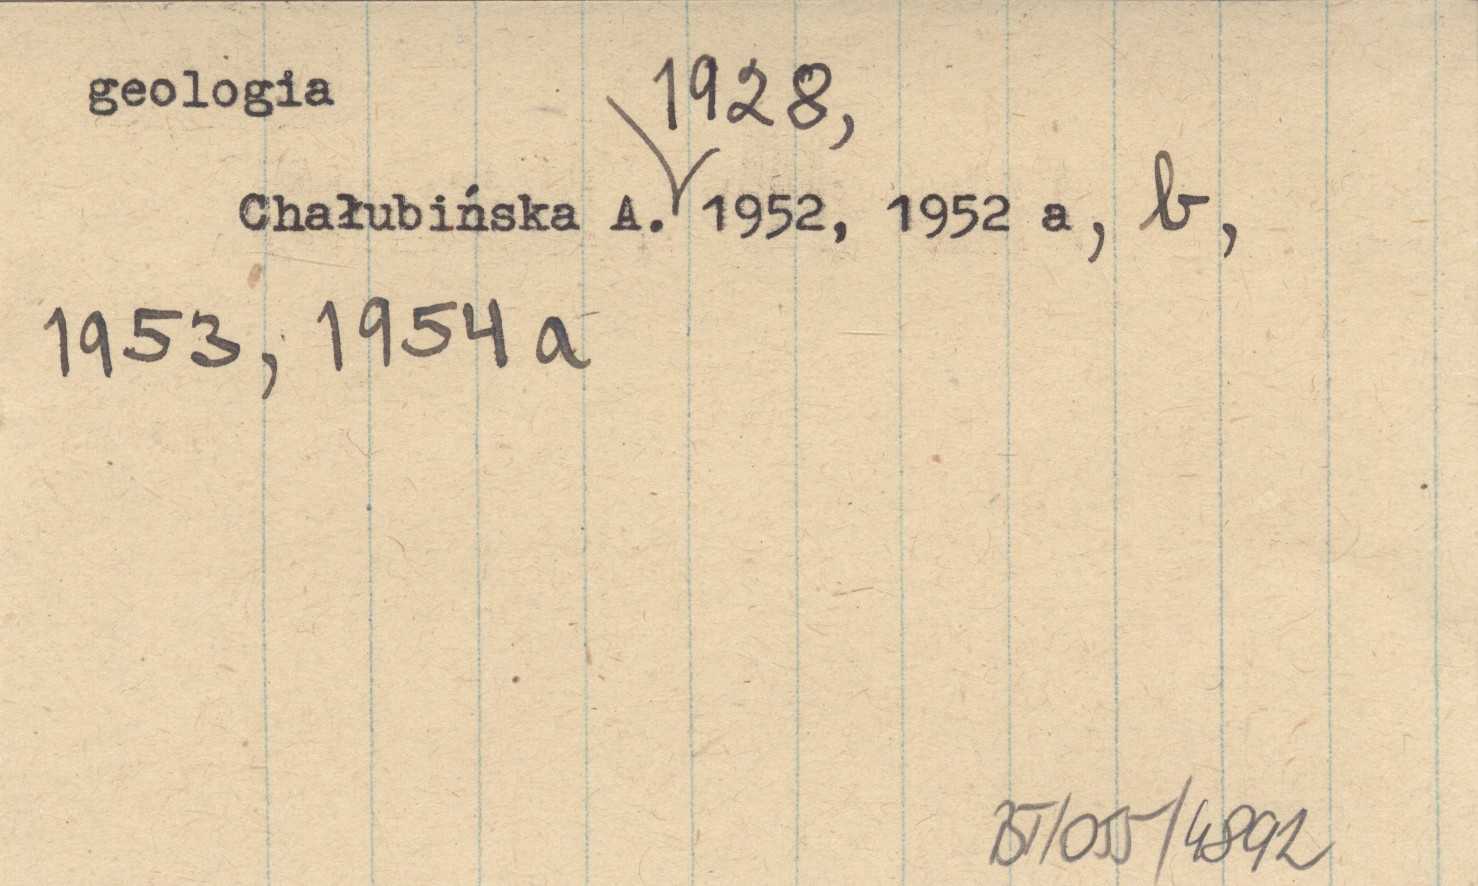 geologia
1928,
Chałubińska A. 1952, 1952 a, b,
1953, 1954 a
BT/055/4892